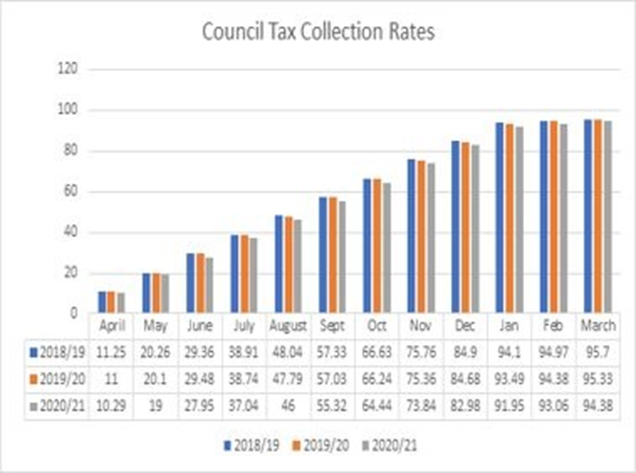 Council Tax Collection Rates
120
100
80
60
40
20
0
April May June July August Sept Oct Nov Dec Jan Feb March
2018/19 11.25 20.26 29.36 38.91 48.04 57.33 66.63 75.76 84.9 94.1 94.97 95.7
2019/20 11 20.1 29.48 38.74 47.79 57.03 66.24 75.36 84.68 93.49 94.38 95.33
2020/21 10.29 19 27.95 37.04 46 55.32 64.44 73.84 82.98 91.95 93.06 94.38
2018/19 2019/20 2020/21